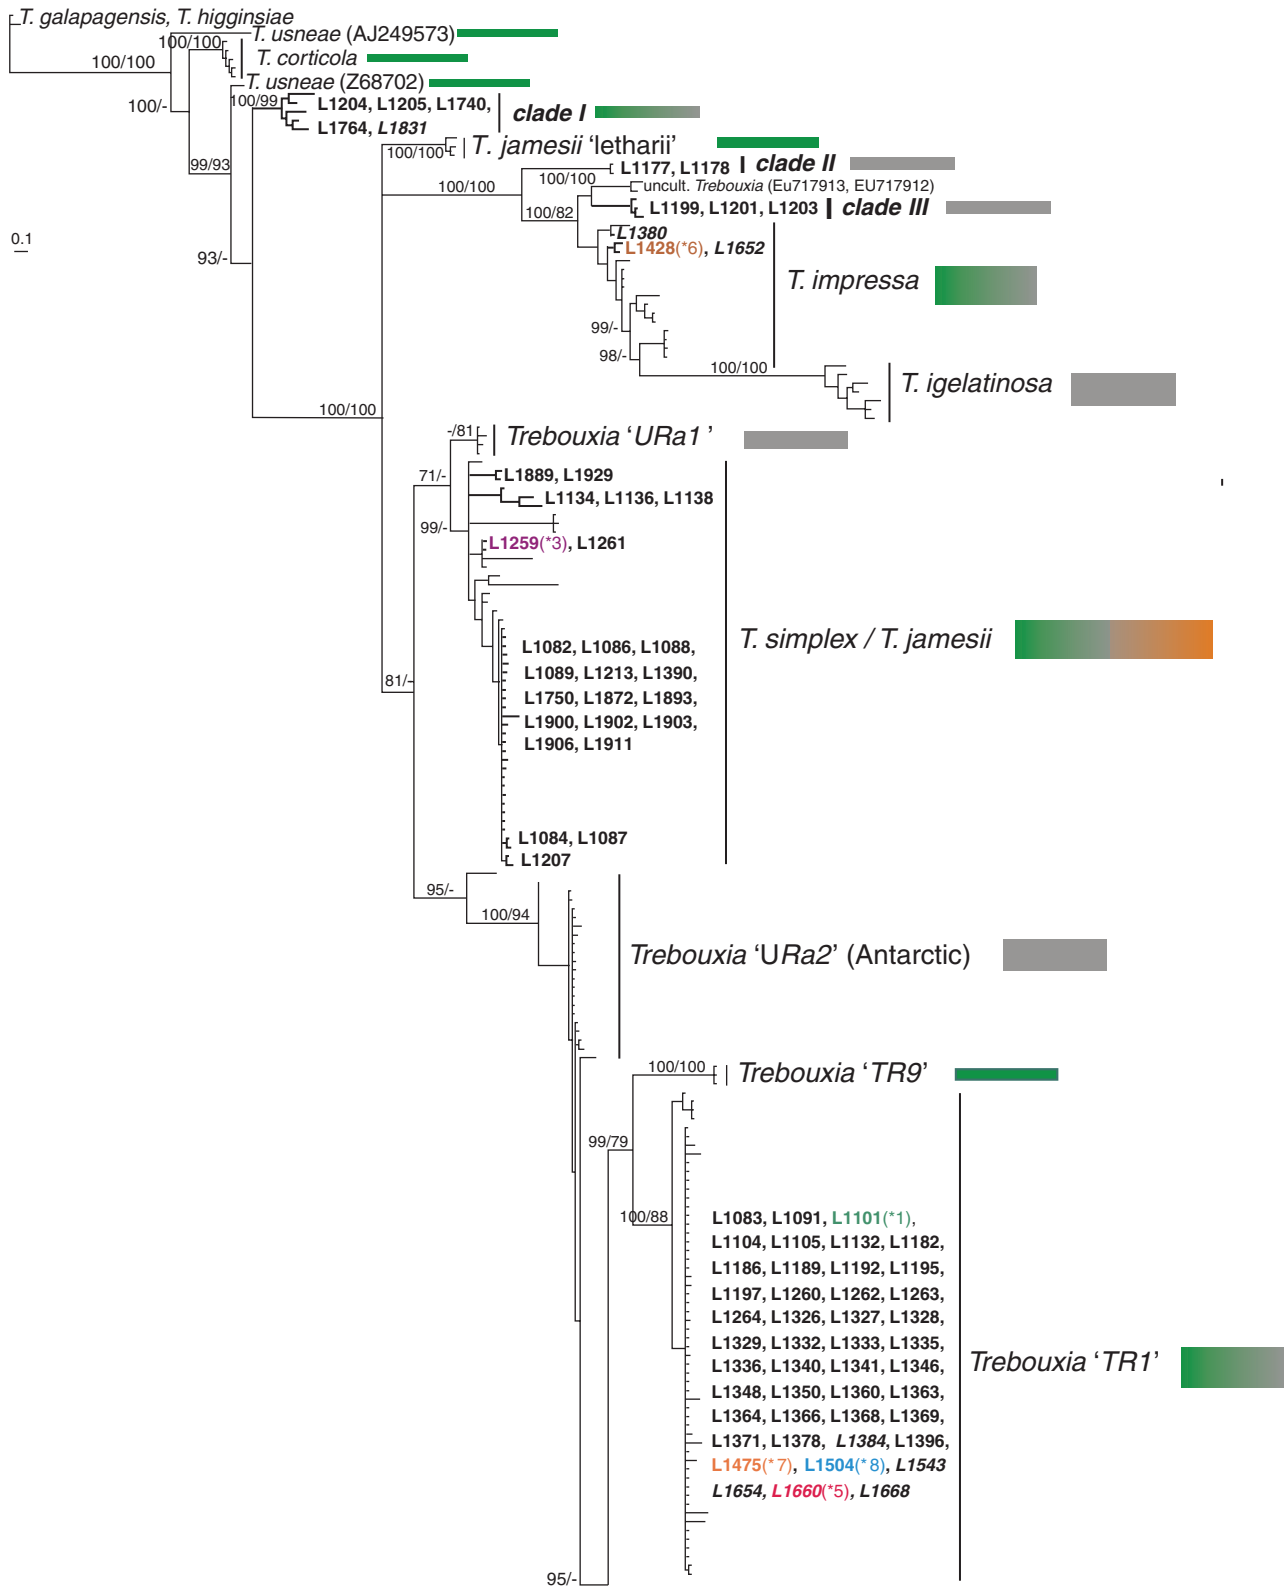 T. galapagensis, T. higginsiae
T. usneae (AJ249573)
100/100
T. corticola
100/100
T. usneae (Z68702)
100/-
100/99
L1204, L1205, L1740,
clade I
L1764, L1831
T. jamesii ‘letharii’
100/100
99/93
L1177, L1178
clade II
100/100
100/100
uncult. Trebouxia (Eu717913, EU717912)
L1199, L1201, L1203
clade III
100/82
L1380
0.1
L1428(*6), L1652
93/-
T. impressa
99/-
98/-
100/100
T. igelatinosa
100/100
-/81
Trebouxia ‘URa1 ’
71/-
L1889, L1929
L1134, L1136, L1138
99/-
L1259(*3), L1261
L1082, L1086, L1088,
T. simplex / T. jamesii
L1089, L1213, L1390,
81/-
L1750, L1872, L1893,
L1900, L1902, L1903,
L1906, L1911
L1084, L1087
L1207
95/-
100/94
Trebouxia ‘URa2’ (Antarctic)
100/100
Trebouxia ‘TR9’
99/79
100/88
L1083, L1091, L1101(*1),
L1104, L1105, L1132, L1182,
L1186, L1189, L1192, L1195,
L1197, L1260, L1262, L1263,
L1264, L1326, L1327, L1328,
L1329, L1332, L1333, L1335,
L1336, L1340, L1341, L1346,
Trebouxia ‘TR1’
L1348, L1350, L1360, L1363,
L1364, L1366, L1368, L1369,
L1371, L1378, L1384, L1396,
L1475(*7), L1504(*8), L1543
L1654, L1660(*5), L1668
95/-